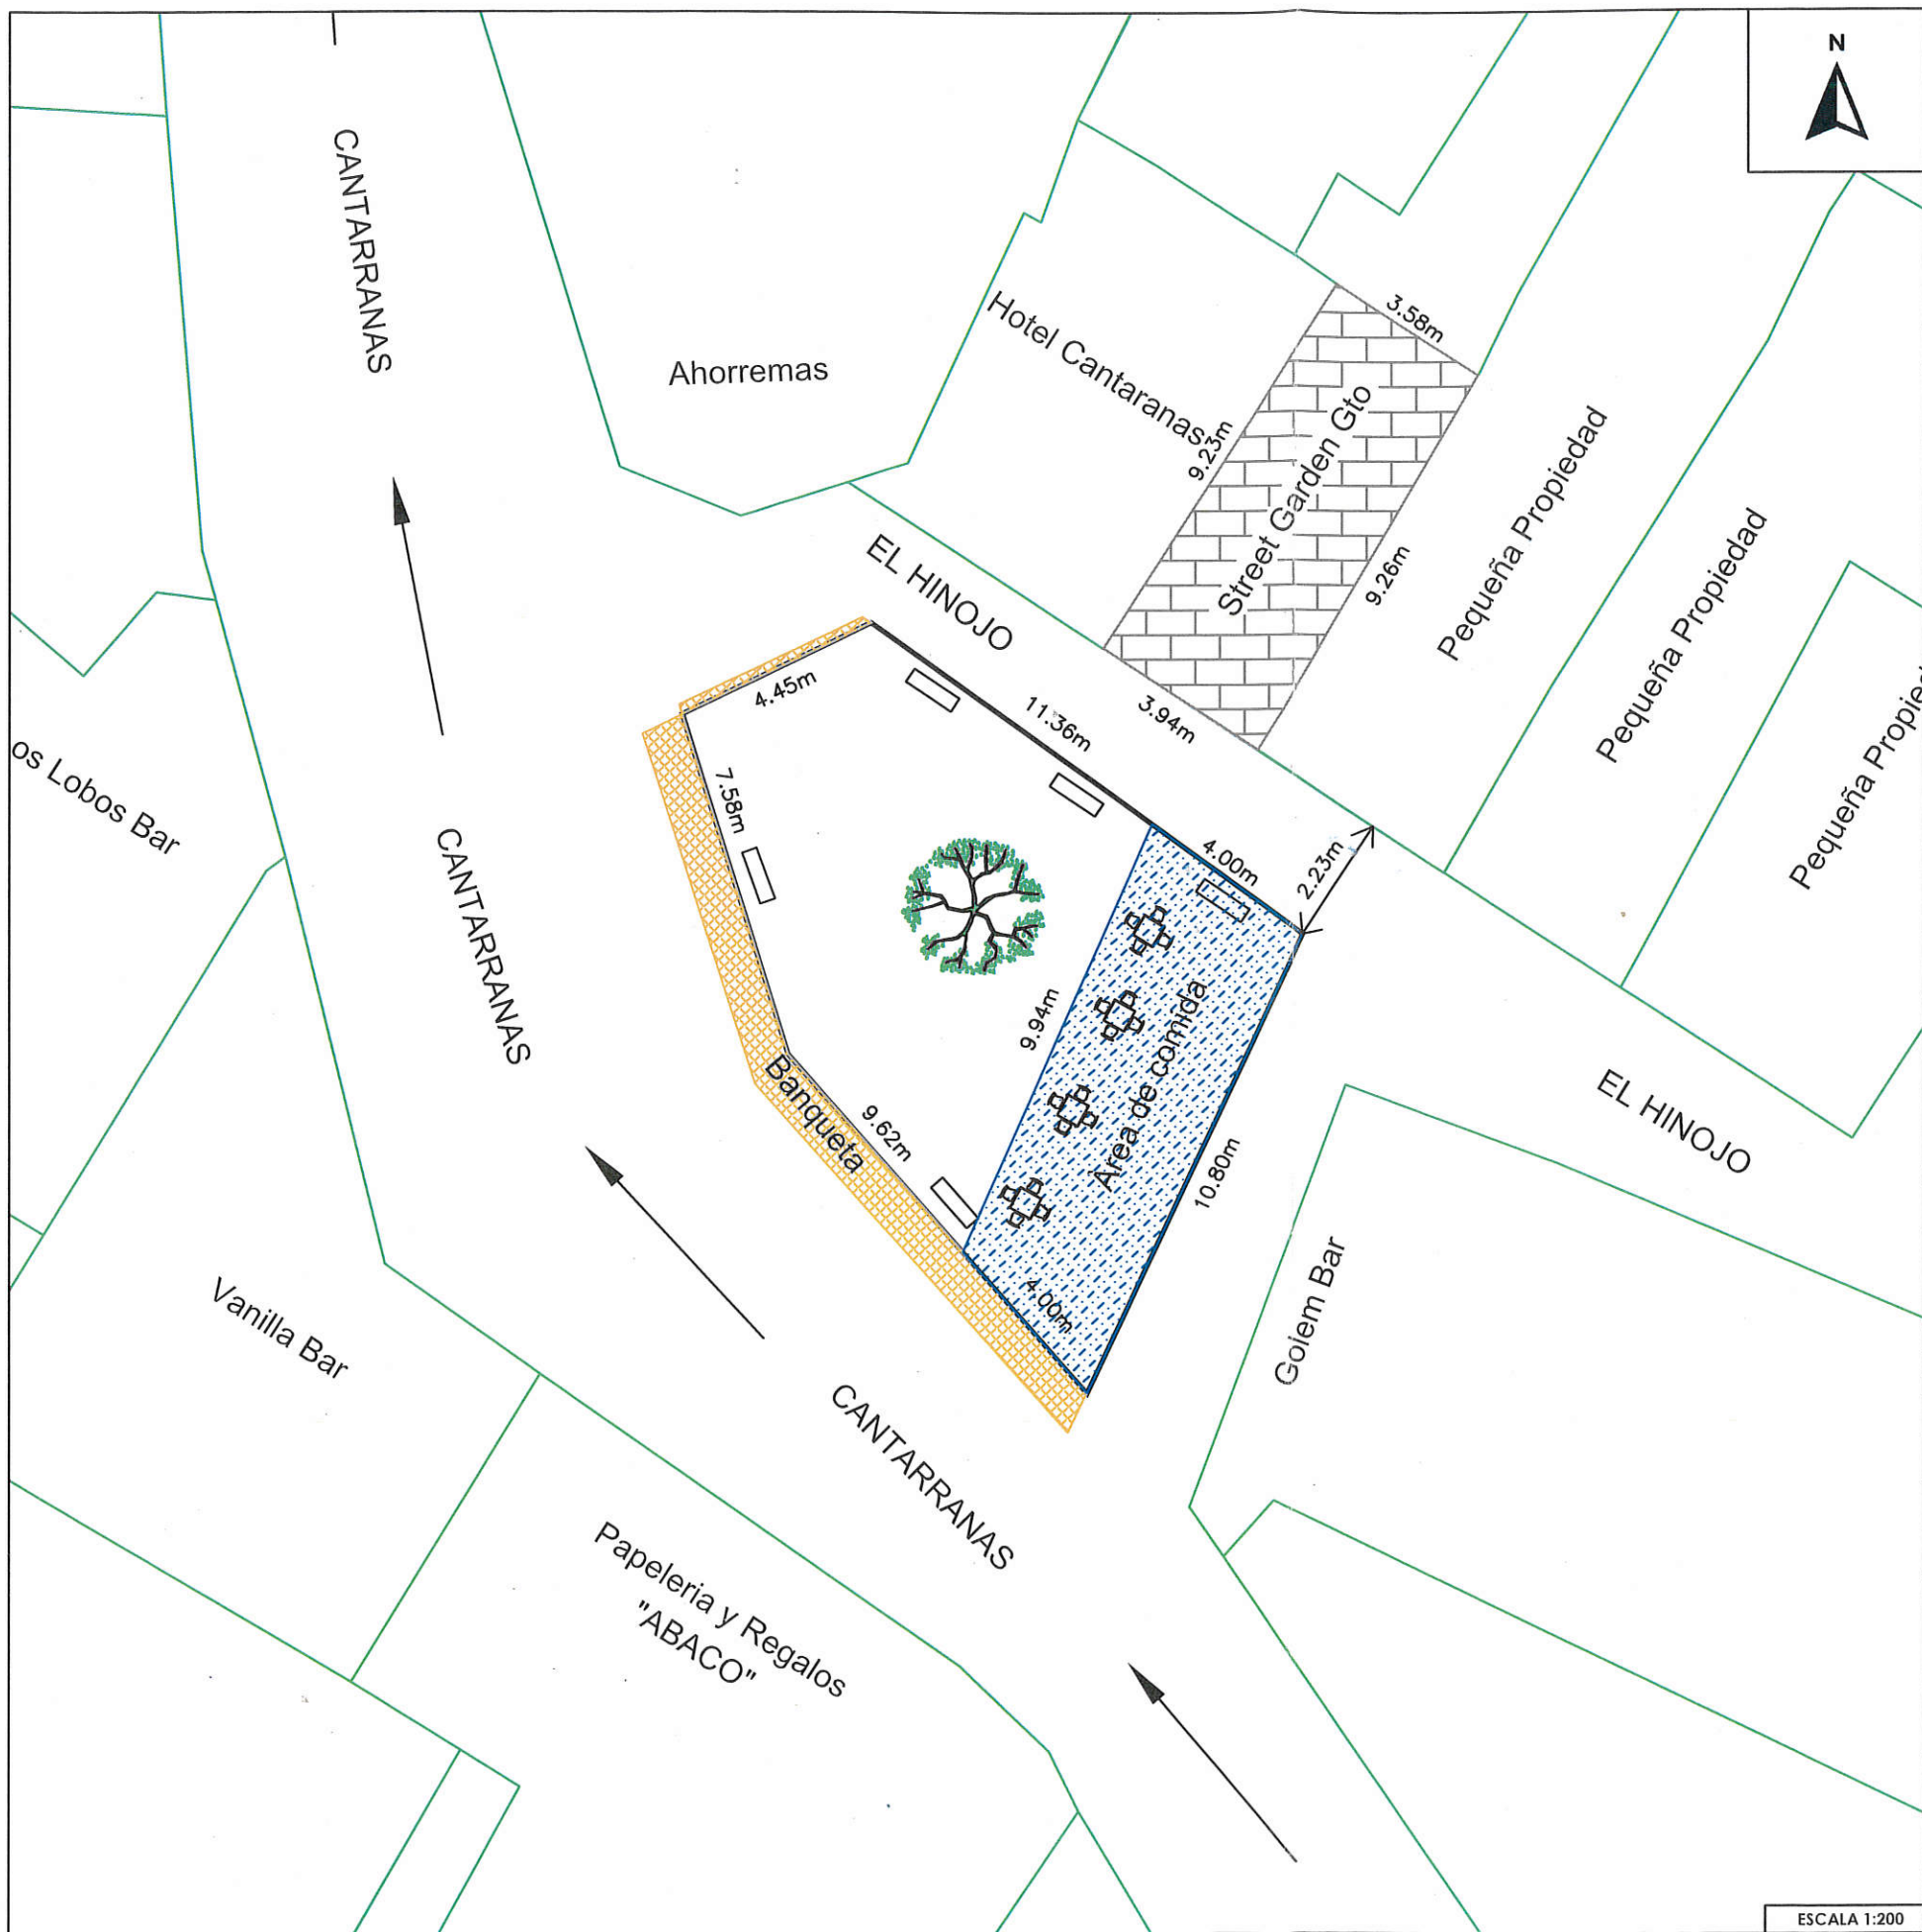 N
CANTARRANAS
Ahorremas
Hotel Cantaranas
3.58m
9.23m
Street Garden Gto
9.26m
3.94m
Pequeña Propiedad
Pequeña Propiedad
Pequeña Propied
EL HINOJO
4.45m
11.36m
7.58m
4.00m
2.23m
os Lobos Bar
CANTARRANAS
9.94m
Área de comida
10.80m
Banqueta
9.62m
4.00m
EL HINOJO
Goiem Bar
Vanilla Bar
CANTARRANAS
Papeleria y Regalos
"ABACO"
ESCALA 1:200